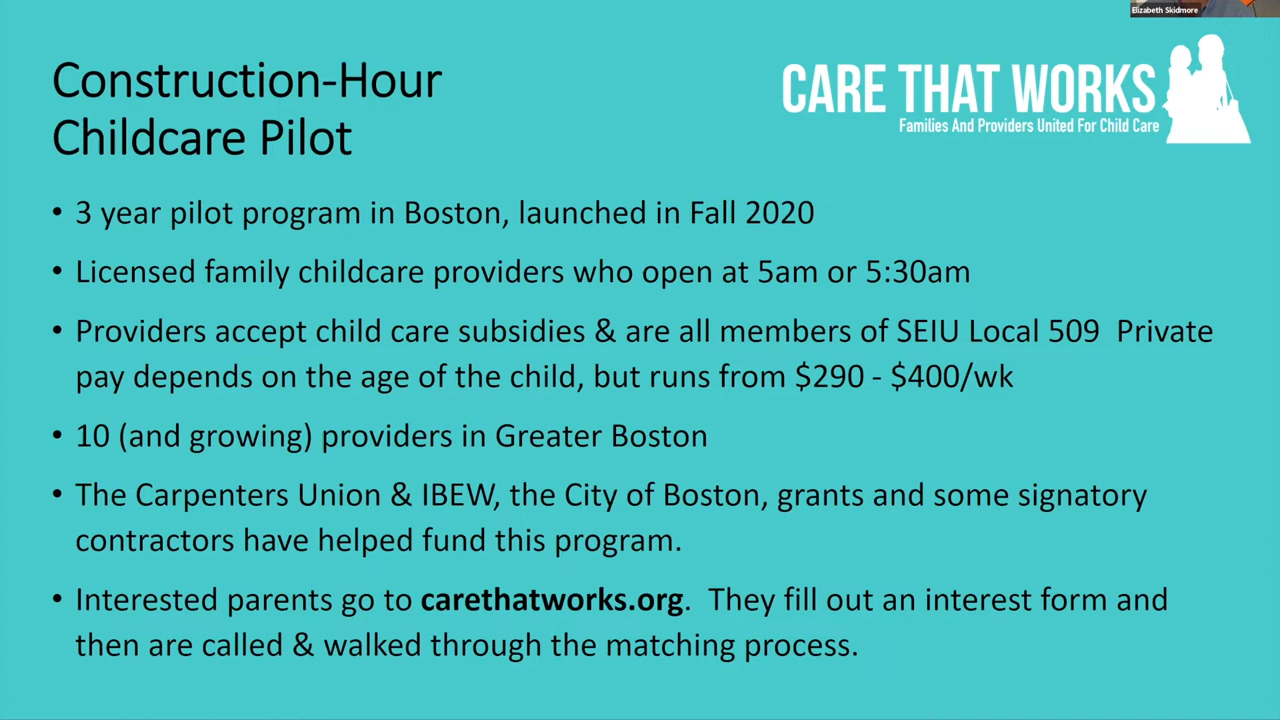 Elizabeth Skidmore
Construction-Hour
Childcare Pilot
CARE THAT WORKS
Families And Providers United For Child Care
• 3 year pilot program in Boston, launched in Fall 2020
• Licensed family childcare providers who open at 5am or 5:30am
• Providers accept child care subsidies & are all members of SEIU Local 509  Private
pay depends on the age of the child, but runs from $290 - $400/wk
• 10 (and growing) providers in Greater Boston
• The Carpenters Union & IBEW, the City of Boston, grants and some signatory
contractors have helped fund this program.
• Interested parents go to carethatworks.org.  They fill out an interest form and
then are called & walked through the matching process.